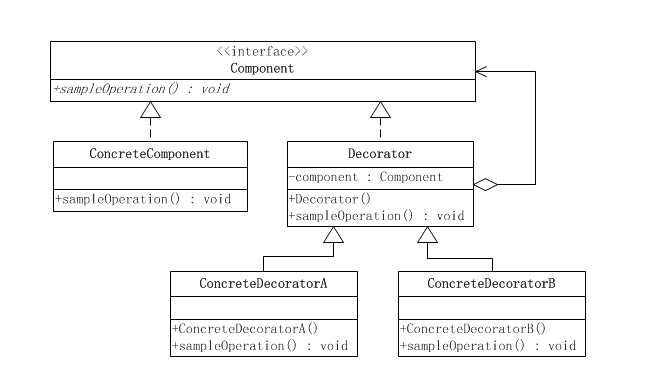 <<interface>>
Component
+sampleOperation() : void
ConcreteComponent
+sampleOperation() : void
Decorator
-component : Component
+Decorator()
+sampleOperation() : void
ConcreteDecoratorA
+ConcreteDecoratorA()
+sampleOperation() : void
ConcreteDecoratorB
+ConcreteDecoratorB()
+sampleOperation() : void